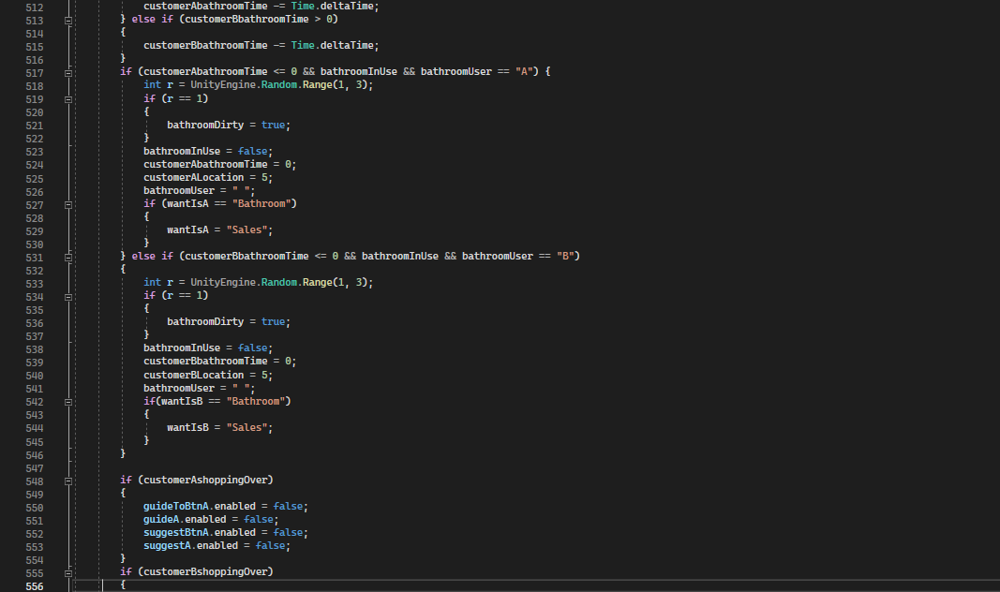 512 customerAbathroomTime -= Time.deltaTime;
513 } else if (customerBbathroomTime > 0)
514 {
515 customerBbathroomTime -= Time.deltaTime;
516 }
517 if (customerAbathroomTime <= 0 && bathroomInUse && bathroomUser == "A") {
518 int r = UnityEngine.Random.Range(1, 3);
519 if (r == 1)
520 {
521 bathroomDirty = true;
522 }
523 bathroomInUse = false;
524 customerAbathroomTime = 0;
525 customerALocation = 5;
526 bathroomUser = " ";
527 if (wantIsA == "Bathroom")
528 {
529 wantIsA = "Sales";
530 }
531 } else if (customerBbathroomTime <= 0 && bathroomInUse && bathroomUser == "B")
532 {
533 int r = UnityEngine.Random.Range(1, 3);
534 if (r == 1)
535 {
536 bathroomDirty = true;
537 }
538 bathroomInUse = false;
539 customerBbathroomTime = 0;
540 customerBLocation = 5;
541 bathroomUser = " ";
542 if(wantIsB == "Bathroom")
543 {
544 wantIsB = "Sales";
545 }
546 }
547
548 if (customerAshoppingOver)
549 {
550 guideToBtnA.enabled = false;
551 guideA.enabled = false;
552 suggestBtnA.enabled = false;
553 suggestA.enabled = false;
554 }
555 if (customerBshoppingOver)
556 {